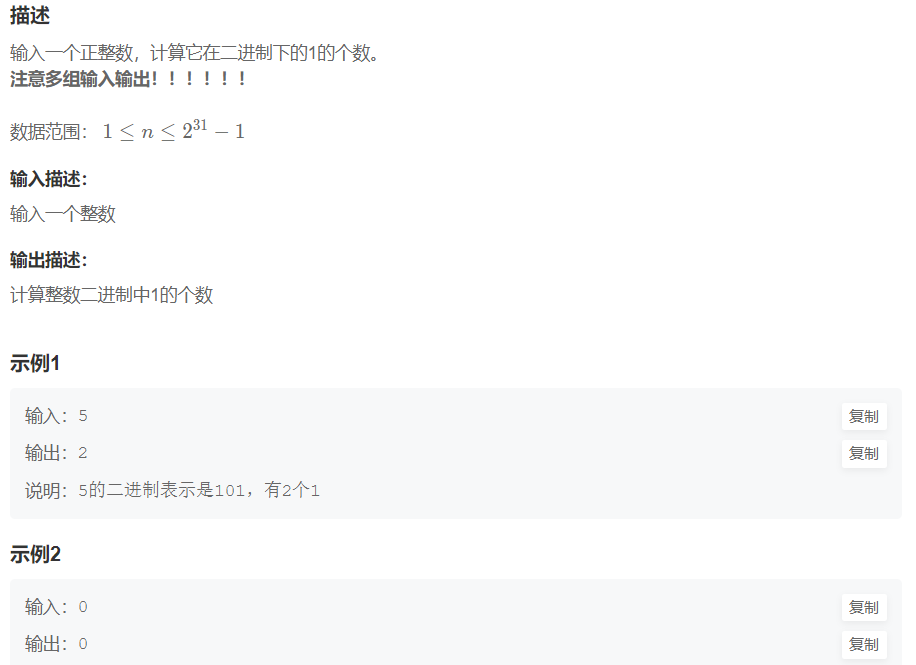 描述
输入一个正整数，计算它在二进制下的1的个数。
注意多组输入输出！！！！！！
数据范围： 1 ≤ n ≤ 2^31 − 1
输入描述：
输入一个整数
输出描述：
计算整数二进制中1的个数
示例1
输入：5 复制
输出：2 复制
说明：5的二进制表示是101，有2个1
示例2
输入：0 复制
输出：0 复制